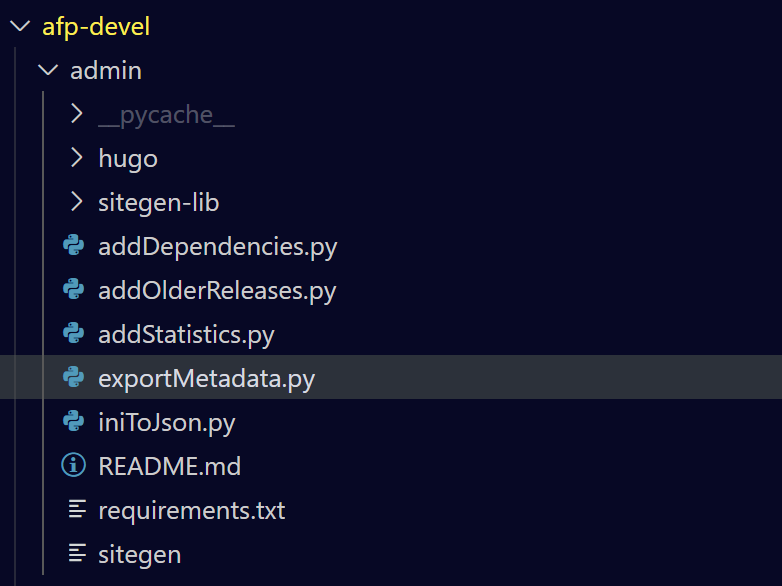 afp-devel
admin
__pycache__
hugo
sitegen-lib
addDependencies.py
addOlderReleases.py
addStatistics.py
exportMetadata.py
iniToJson.py
README.md
requirements.txt
sitegen